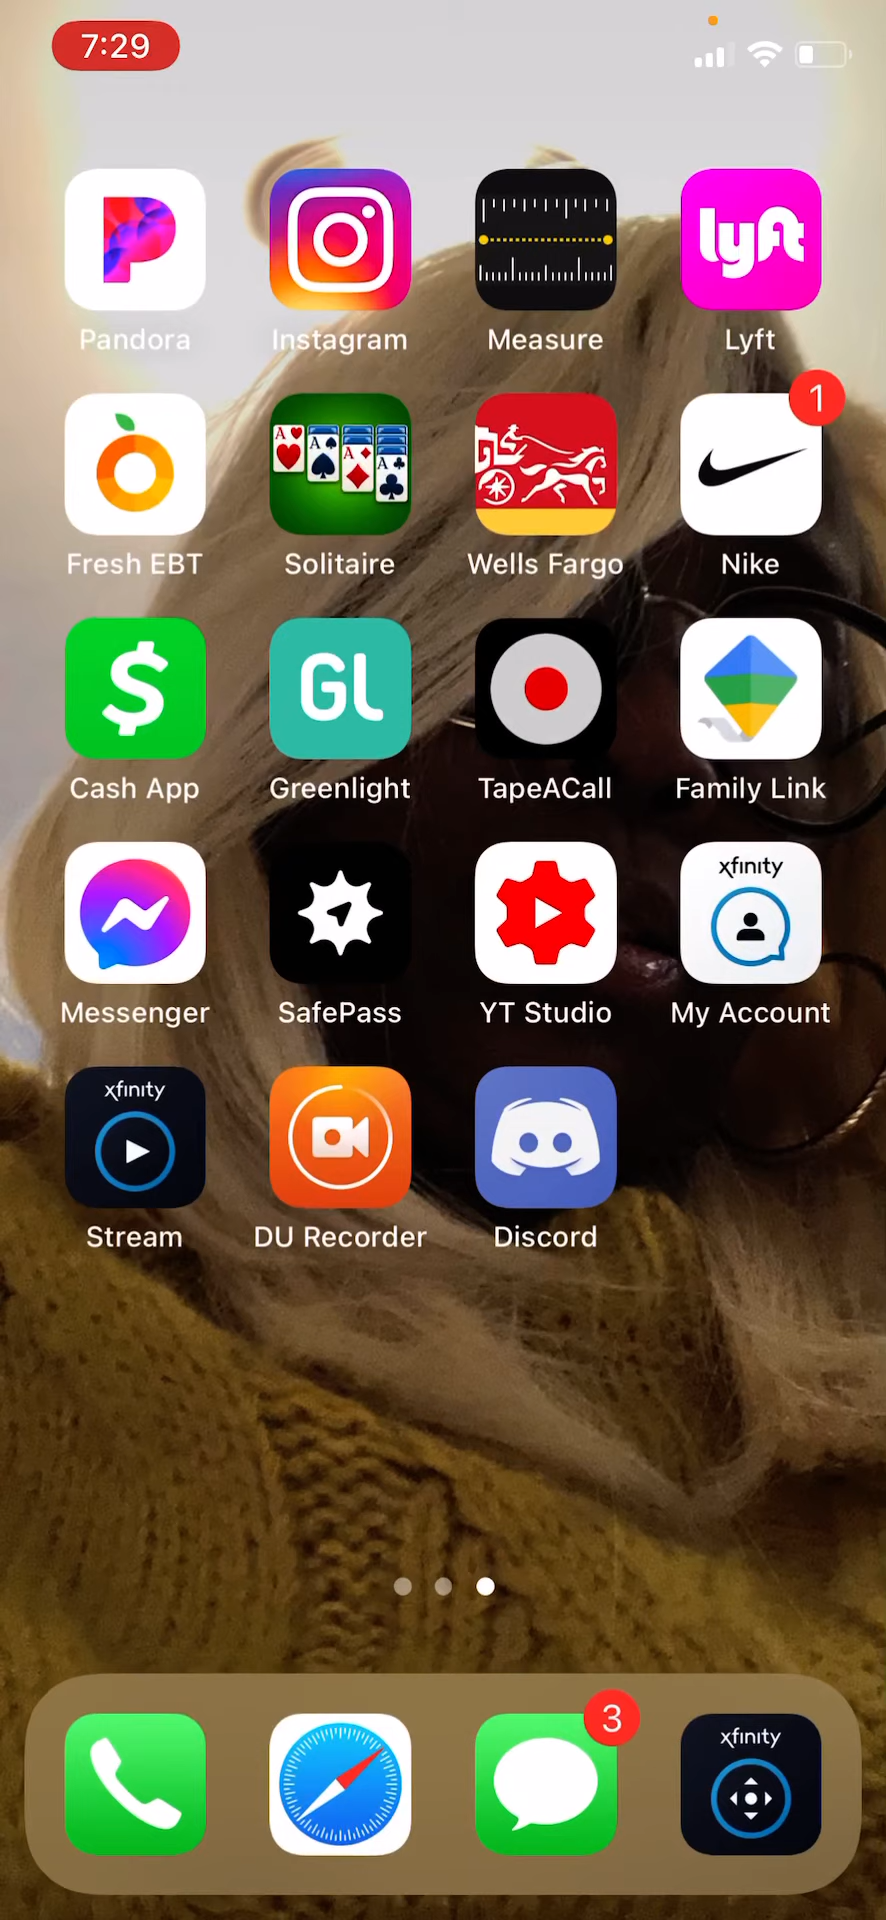 7:29
lyft
Pandora
Instagram
Measure
Lyft
1
A A A A
Fresh EBT
Solitaire
Wells Fargo
Nike
$
GL
Cash App
Greenlight
TapeACall
Family Link
xfinity
Messenger
SafePass
YT Studio
My Account
xfinity
Stream
DU Recorder
Discord
3
xfinity